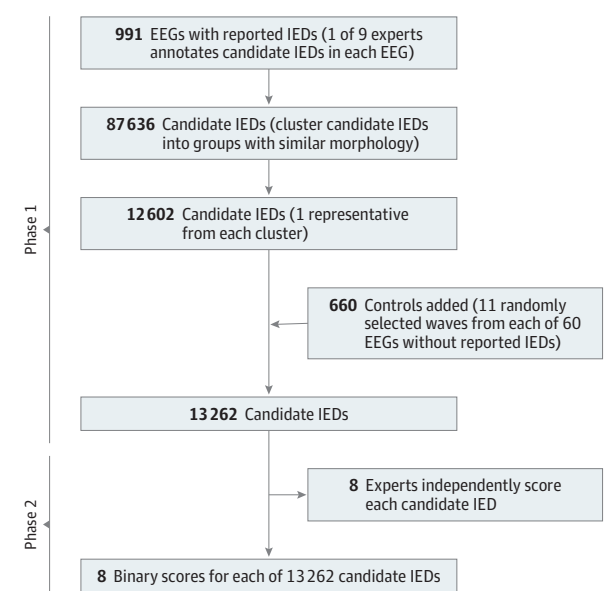 991 EEGs with reported IEDs (1 of 9 experts
annotates candidate IEDs in each EEG)
87 636 Candidate IEDs (cluster candidate IEDs
into groups with similar morphology)
12 602 Candidate IEDs (1 representative
from each cluster)
Phase 1
660 Controls added (11 randomly
selected waves from each of 60
EEGs without reported IEDs)
13 262 Candidate IEDs
8 Experts independently score
each candidate IED
Phase 2
8 Binary scores for each of 13 262 candidate IEDs